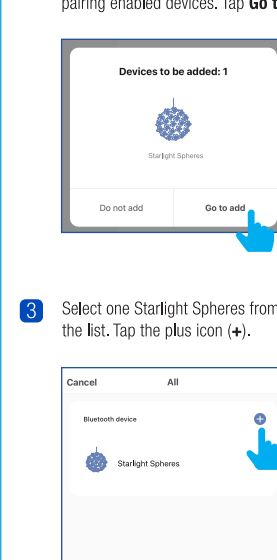 pairing enabled devices. Tap Go t
Devices to be added: 1
Starlight Spheres
Do not add Go to add
3 Select one Starlight Spheres from
the list. Tap the plus icon (+).
Cancel All
Bluetooth device +
Starlight Spheres